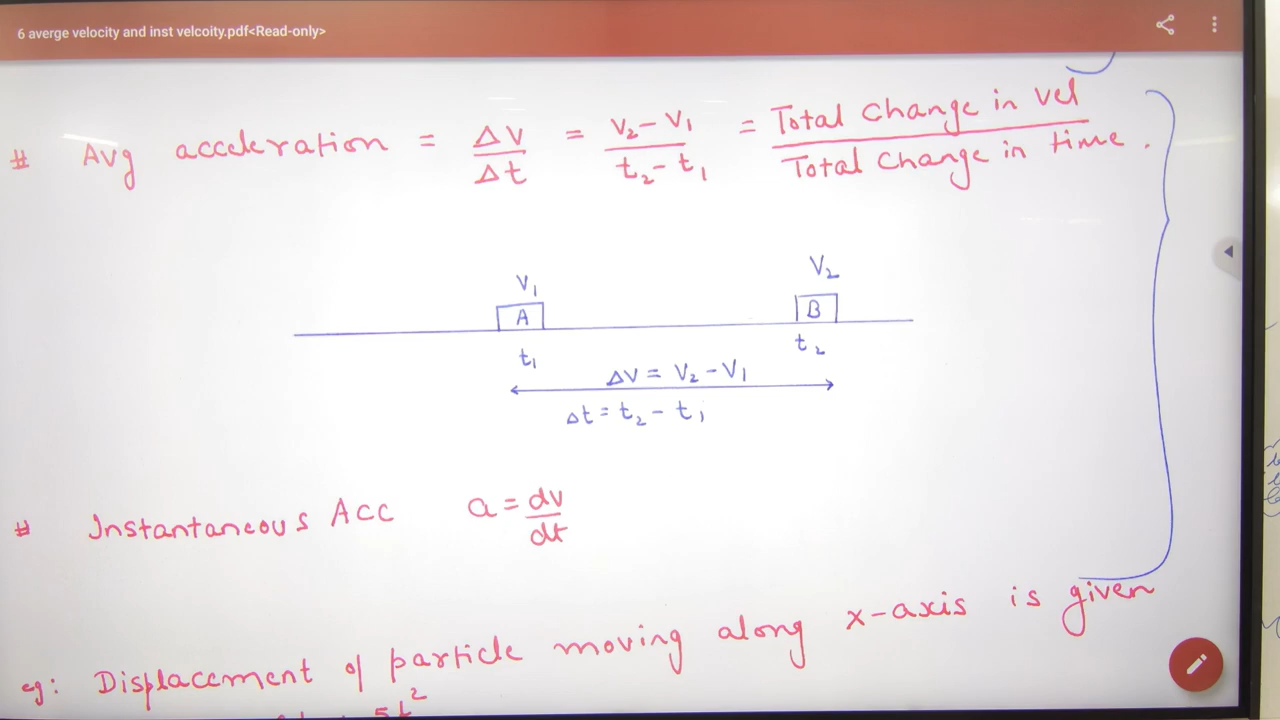 6 averge velocity and inst velcoity.pdf<Read-only>
# Avg acceleration = ΔV/Δt = V₂-V₁/t₂-t₁ = Total Change in vel/Total Change in time.
V₁ V₂
A B
t₁ t₂
ΔV = V₂-V₁
Δt = t₂-t₁
# Instantaneous Acc a = dv/dt
eg: Displacement of particle moving along x-axis is given
5t²